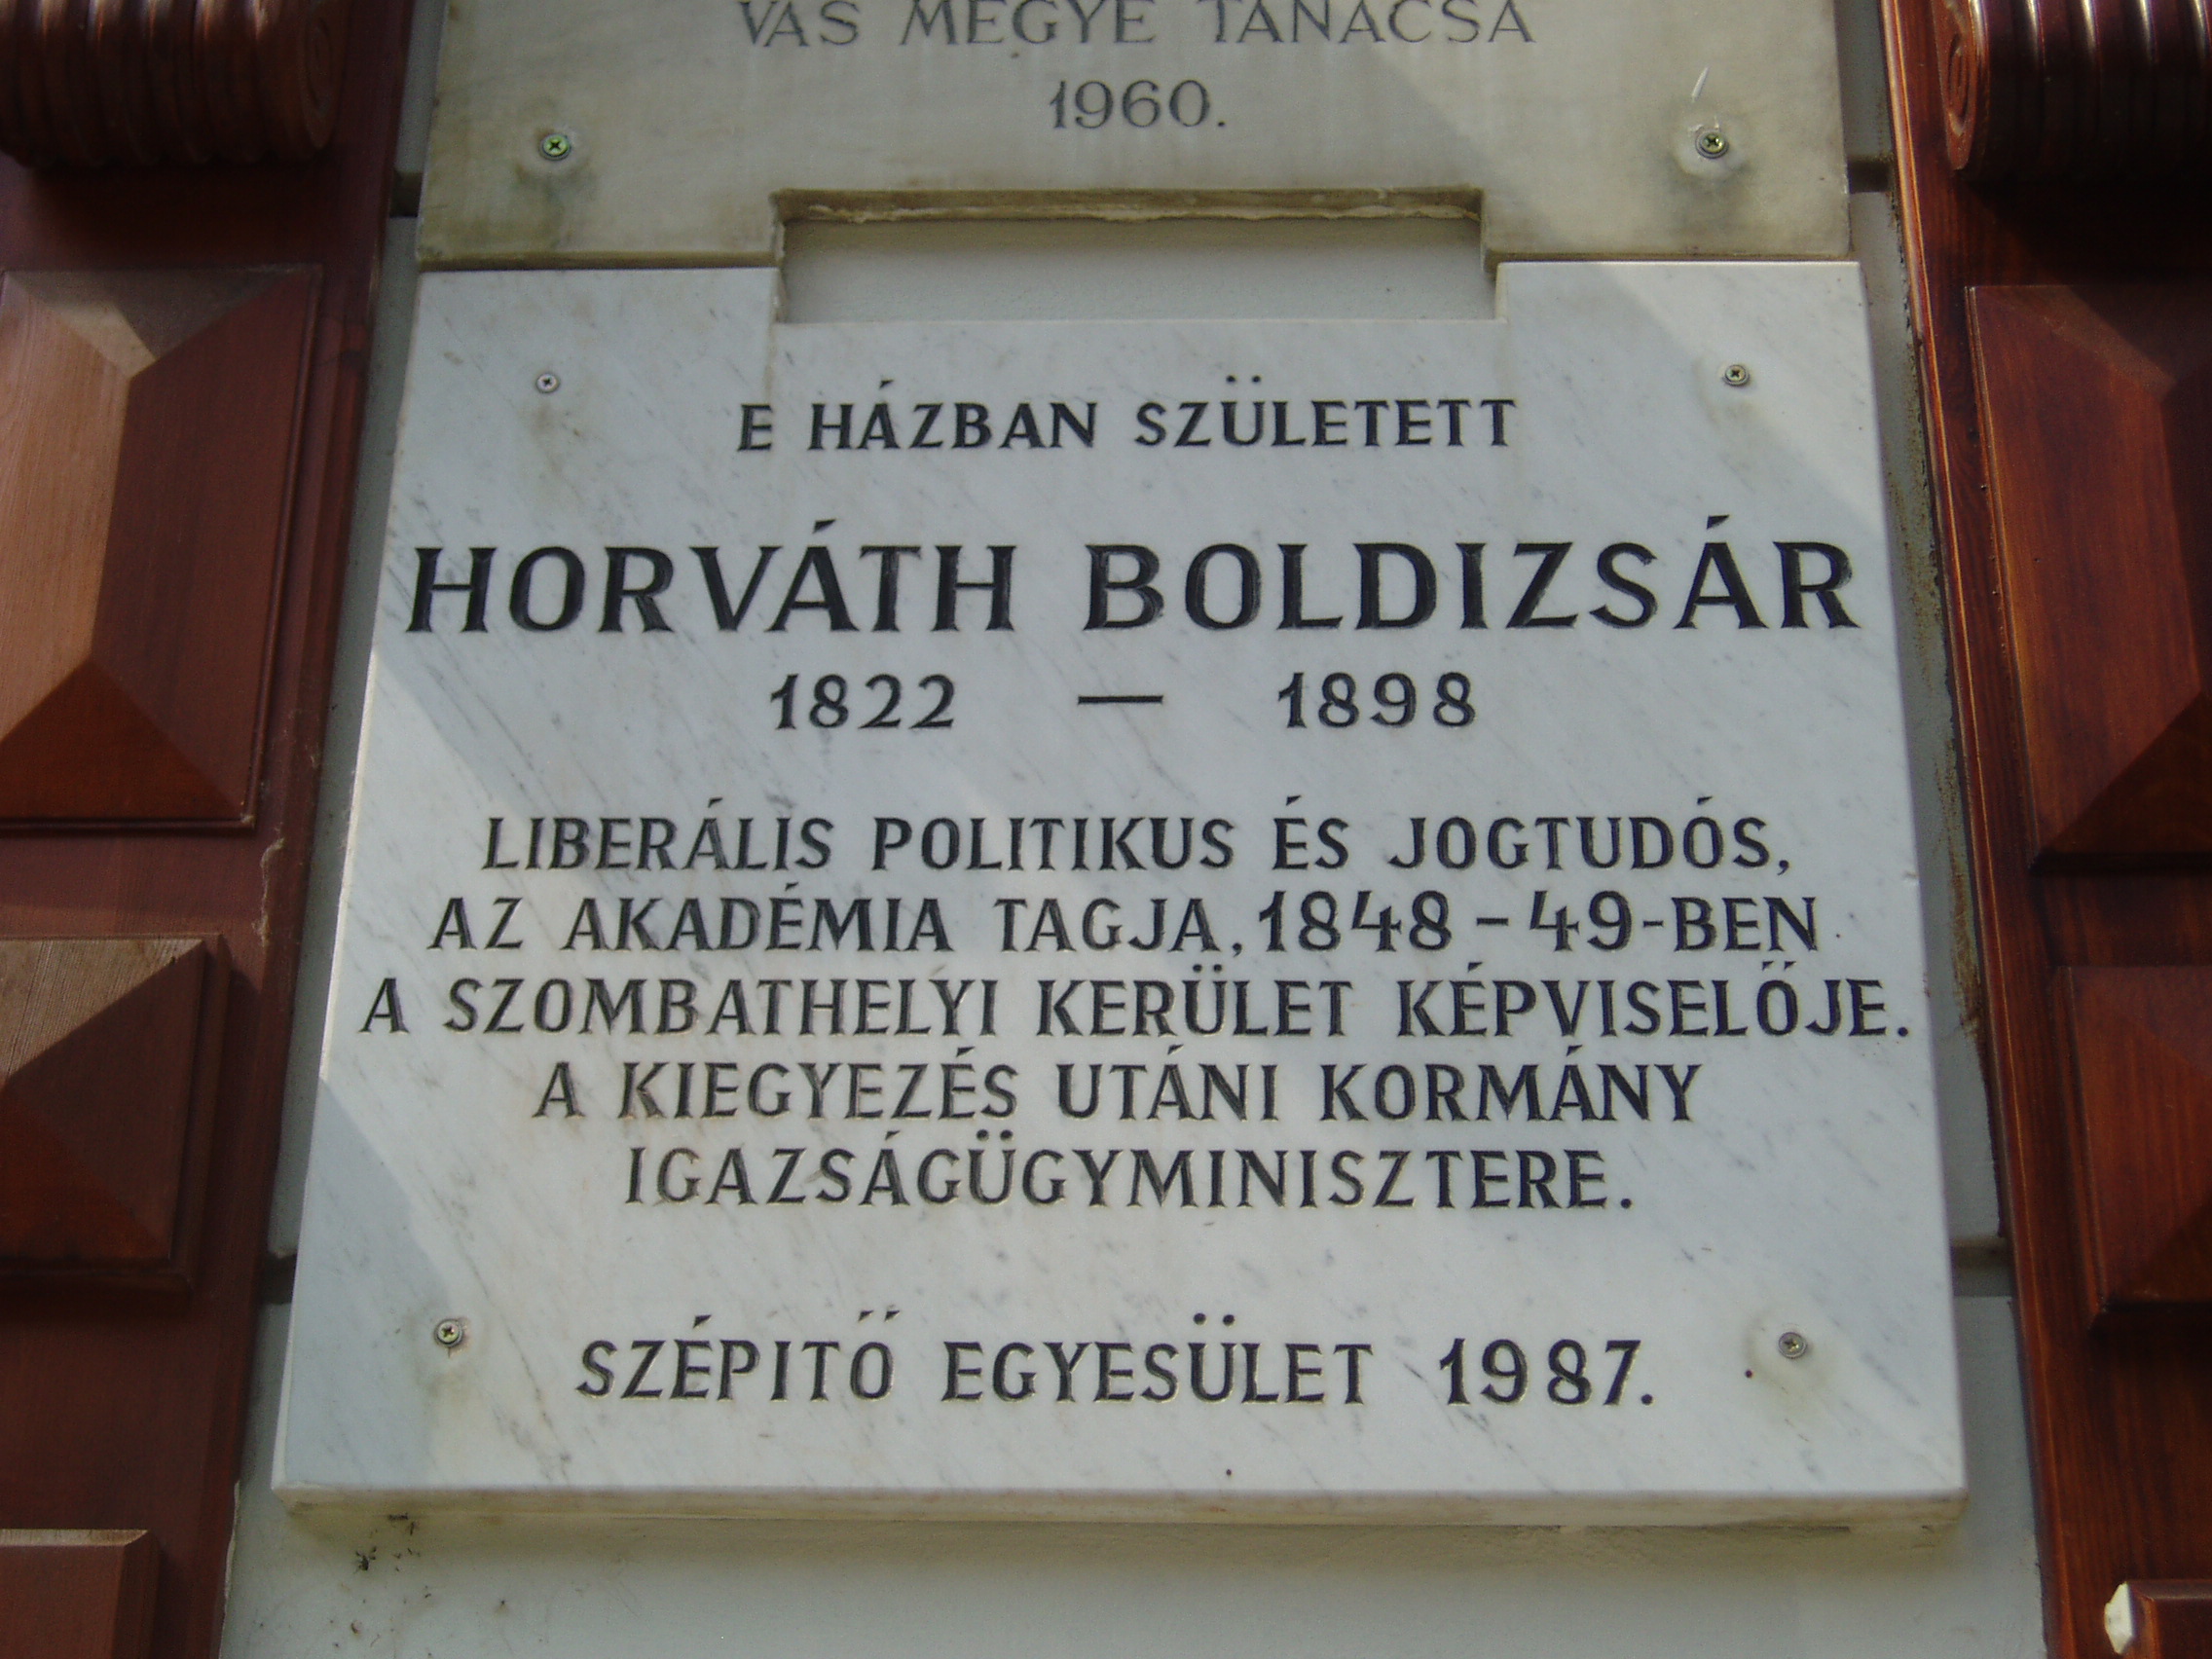 VAS MEGYE TANÁCSA
1960.
E HÁZBAN SZÜLETETT
HORVÁTH BOLDIZSÁR
1822 — 1898
LIBERÁLIS POLITIKUS ÉS JOGTUDÓS,
AZ AKADÉMIA TAGJA, 1848-49-BEN
A SZOMBATHELYI KERÜLET KÉPVISELŐJE.
A KIEGYEZÉS UTÁNI KORMÁNY
IGAZSÁGÜGYMINISZTERE.
SZÉPITŐ EGYESÜLET 1987.